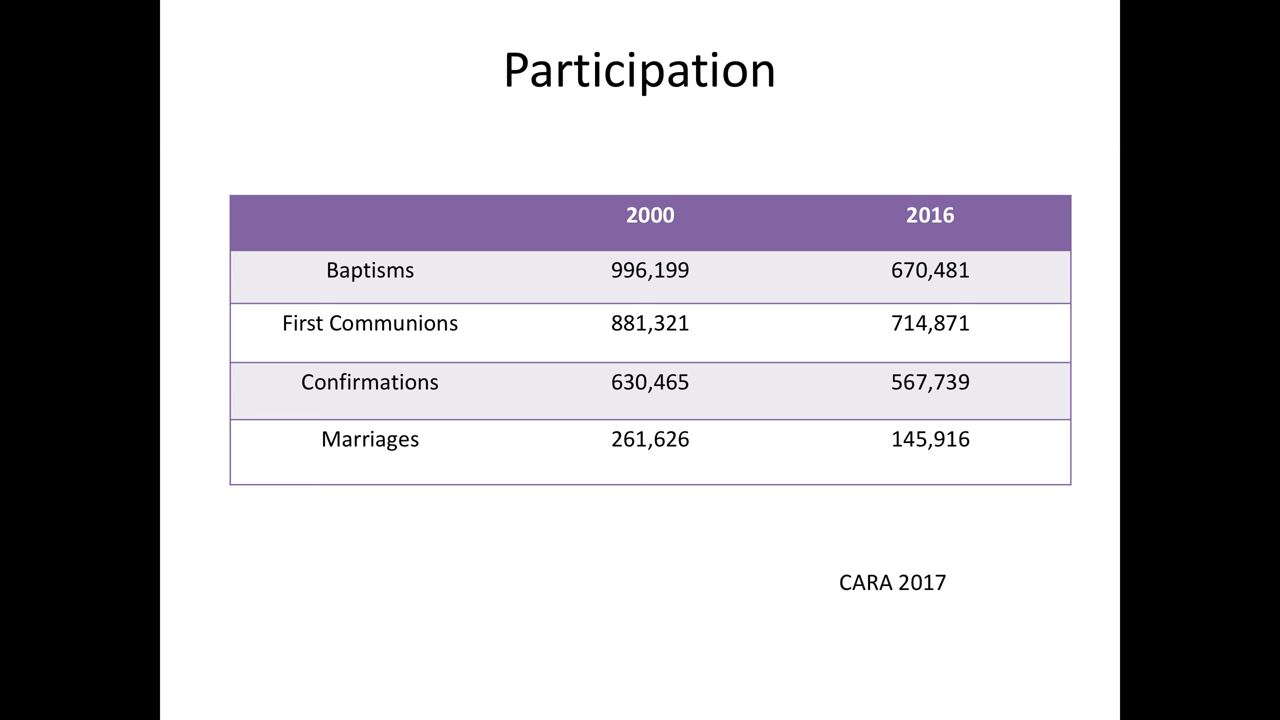 Participation
2000 2016
Baptisms 996,199 670,481
First Communions 881,321 714,871
Confirmations 630,465 567,739
Marriages 261,626 145,916
CARA 2017